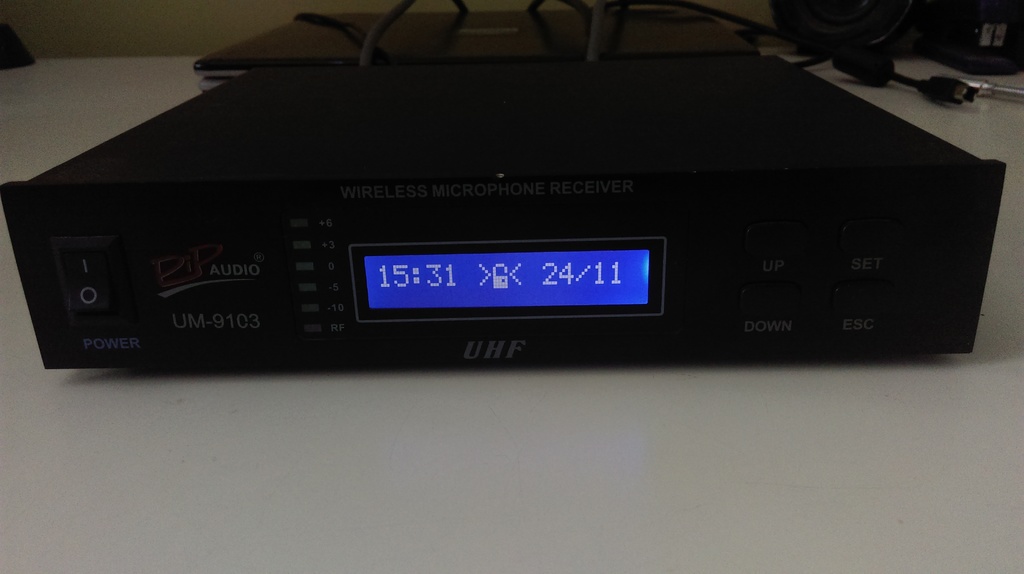 WIRELESS MICROPHONE RECEIVER
+6
+3
0
-5
-10
RF
I
O
POWER
AUDIO®
UM-9103
15:31 >< 24/11
UHF
UP
SET
DOWN
ESC